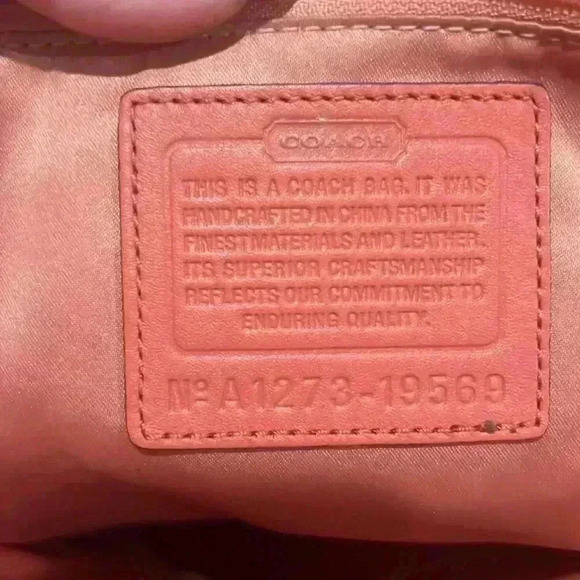 COACH
THIS IS A COACH BAG. IT WAS
HANDCRAFTED IN CHINA FROM THE
FINEST MATERIALS AND LEATHER.
ITS SUPERIOR CRAFTSMANSHIP
REFLECTS OUR COMMITMENT TO
ENDURING QUALITY.
Nº A1273-19569